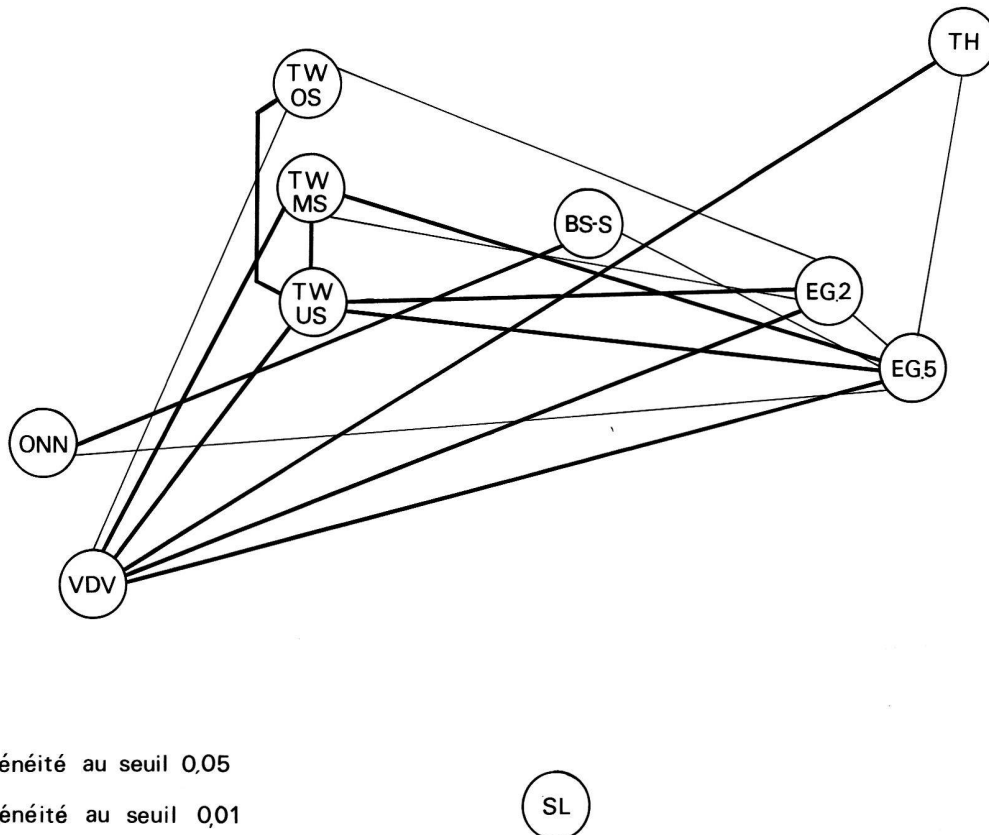 TH
TW
OS
TW
MS
BS-S
TW
US
EG.2
EG.5
ONN
VDV
énéité au seuil 0,05
énéité au seuil 0,01
SL